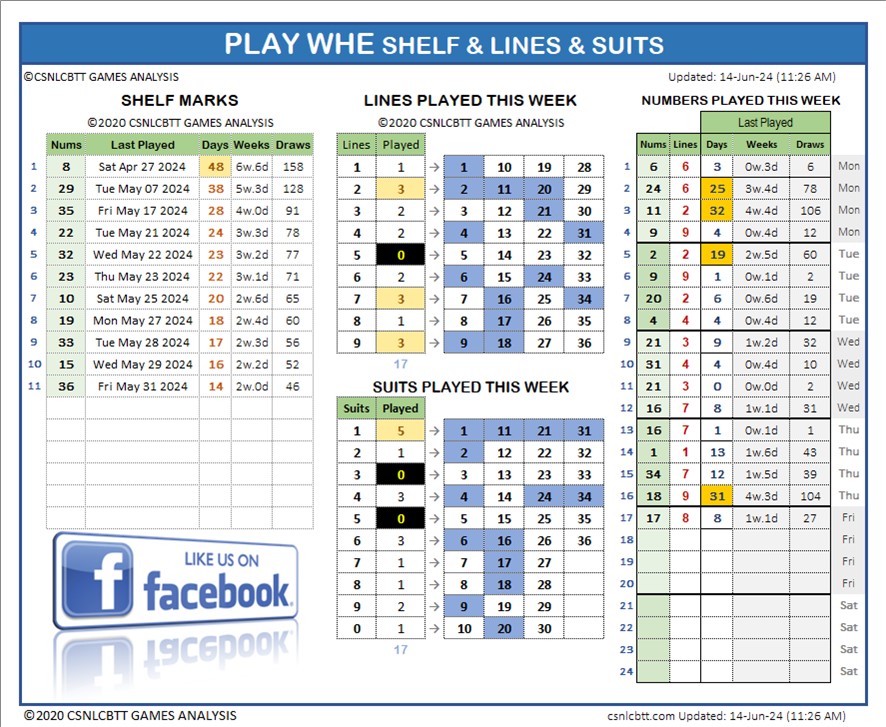 PLAY WHE SHELF & LINES & SUITS
©CSNLCBTT GAMES ANALYSIS
Updated: 14-Jun-24 (11:26 AM)
SHELF MARKS
©2020 CSNLCBTT GAMES ANALYSIS
Nums Last Played Days Weeks Draws
1 8 Sat Apr 27 2024 48 6w.6d 158
2 29 Tue May 07 2024 38 5w.3d 128
3 35 Fri May 17 2024 28 4w.0d 91
4 22 Tue May 21 2024 24 3w.3d 78
5 32 Wed May 22 2024 23 3w.2d 77
6 23 Thu May 23 2024 22 3w.1d 71
7 10 Sat May 25 2024 20 2w.6d 65
8 19 Mon May 27 2024 18 2w.4d 60
9 33 Tue May 28 2024 17 2w.3d 56
10 15 Wed May 29 2024 16 2w.2d 52
11 36 Fri May 31 2024 14 2w.0d 46
LIKE US ON
facebook
facebook
LINES PLAYED THIS WEEK
©2020 CSNLCBTT GAMES ANALYSIS
Lines Played
1 1 → 1 10 19 28
2 3 → 2 11 20 29
3 2 → 3 12 21 30
4 2 → 4 13 22 31
5 0 → 5 14 23 32
6 2 → 6 15 24 33
7 3 → 7 16 25 34
8 1 → 8 17 26 35
9 3 → 9 18 27 36
17
SUITS PLAYED THIS WEEK
Suits Played
1 5 → 1 11 21 31
2 1 → 2 12 22 32
3 0 → 3 13 23 33
4 3 → 4 14 24 34
5 0 → 5 15 25 35
6 3 → 6 16 26 36
7 1 → 7 17 27
8 1 → 8 18 28
9 2 → 9 19 29
0 1 → 10 20 30
17
NUMBERS PLAYED THIS WEEK
Last Played
Nums Lines Days Weeks Draws
1 6 6 3 0w.3d 6 Mon
2 24 6 25 3w.4d 78 Mon
3 11 2 32 4w.4d 106 Mon
4 9 9 4 0w.4d 12 Mon
5 2 2 19 2w.5d 60 Tue
6 9 9 1 0w.1d 2 Tue
7 20 2 6 0w.6d 19 Tue
8 4 4 4 0w.4d 12 Tue
9 21 3 9 1w.2d 32 Wed
10 31 4 4 0w.4d 10 Wed
11 21 3 0 0w.0d 2 Wed
12 16 7 8 1w.1d 31 Wed
13 16 7 1 0w.1d 1 Thu
14 1 1 13 1w.6d 43 Thu
15 34 7 12 1w.5d 39 Thu
16 18 9 31 4w.3d 104 Thu
17 17 8 8 1w.1d 27 Fri
18 Fri
19 Fri
20 Fri
21 Sat
22 Sat
23 Sat
24 Sat
©2020 CSNLCBTT GAMES ANALYSIS
csnlcbtt.com Updated: 14-Jun-24 (11:26 AM)